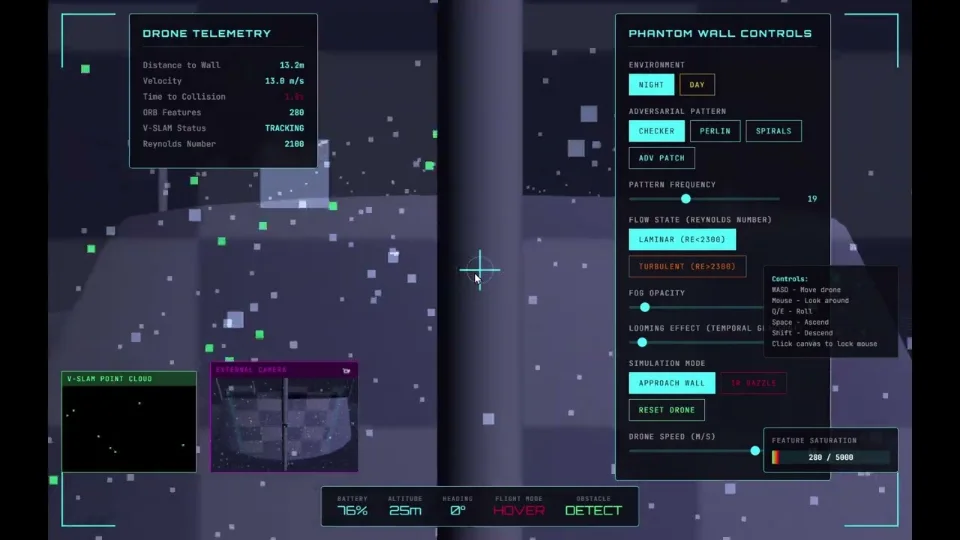 DRONE TELEMETRY
Distance to Wall 13.2m
Velocity 13.0 m/s
Time to Collision 1.0s
ORB Features 280
V-SLAM Status TRACKING
Reynolds Number 2100
PHANTOM WALL CONTROLS
ENVIRONMENT
NIGHT DAY
ADVERSARIAL PATTERN
CHECKER PERLIN SPIRALS
ADV PATCH
PATTERN FREQUENCY
19
FLOW STATE (REYNOLDS NUMBER)
LAMINAR (RE<2300)
TURBULENT (RE>2300)
FOG OPACITY
LOOMING EFFECT (TEMPORAL
SIMULATION MODE
APPROACH WALL IR DAZZLE
RESET DRONE
DRONE SPEED (M/S)
Controls:
WASD - Move drone
Mouse - Look around
Q/E - Roll
Space - Ascend
Shift - Descend
Click canvas to lock mouse
FEATURE SATURATION
280 / 5000
V-SLAM POINT CLOUD
EXTERNAL CAMERA
BATTERY ALTITUDE HEADING FLIGHT MODE OBSTACLE
76% 25m 0° HOVER DETECT